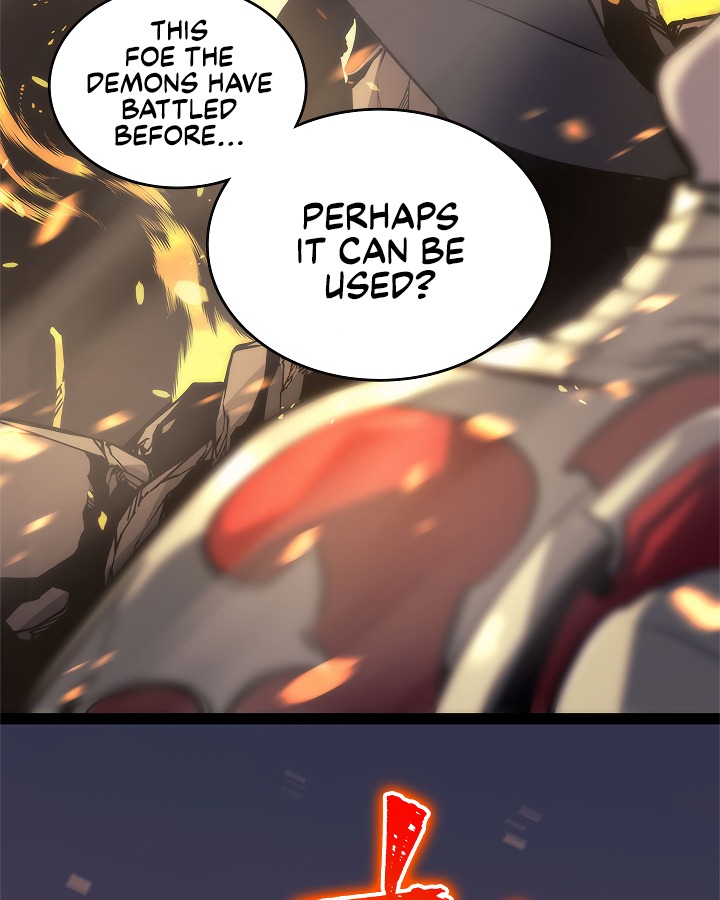 THIS
FOE THE
DEMONS HAVE
BATTLED
BEFORE...
PERHAPS
IT CAN BE
USED?